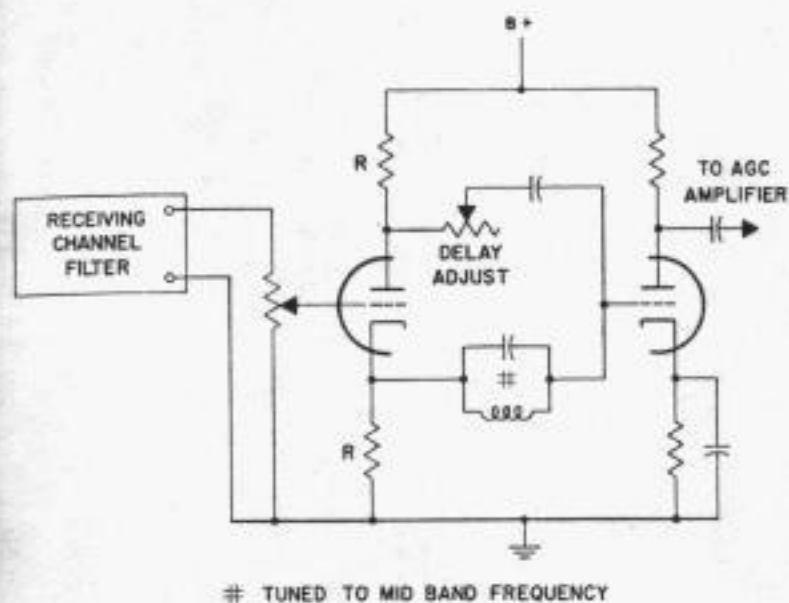 B+
R
RECEIVING
CHANNEL
FILTER
TO AGC
AMPLIFIER
DELAY
ADJUST
#
R
# TUNED TO MID BAND FREQUENCY